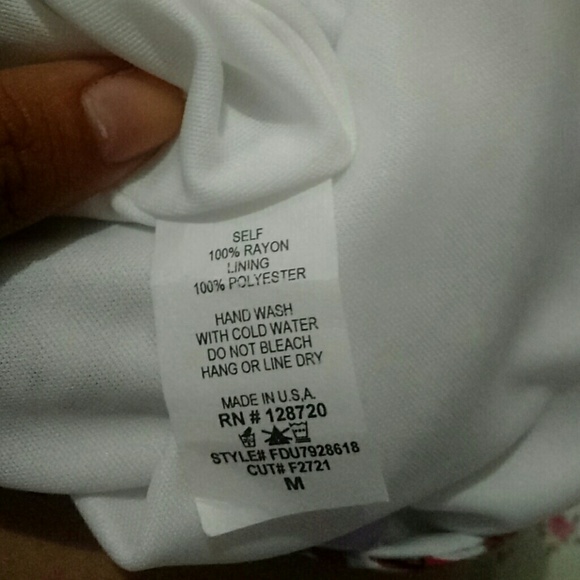 SELF
100% RAYON
LINING
100% POLYESTER
HAND WASH
WITH COLD WATER
DO NOT BLEACH
HANG OR LINE DRY
MADE IN U.S.A.
RN # 128720
STYLE# FDU7928618
CUT# F2721
M